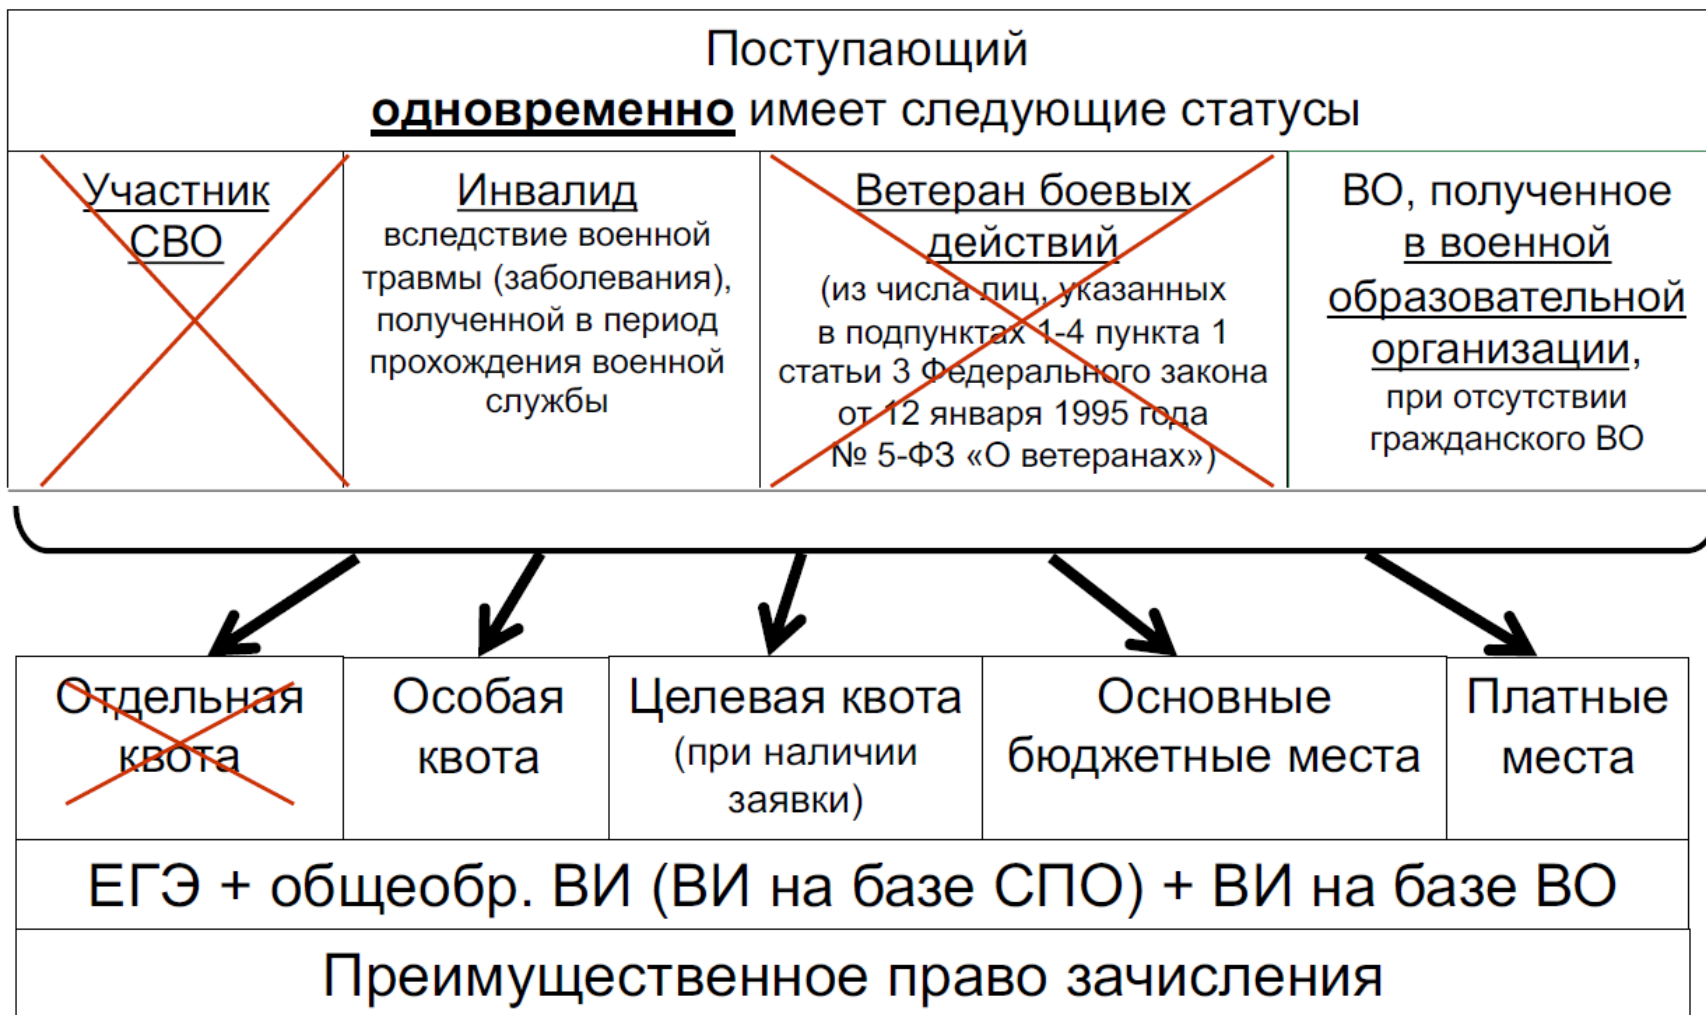 Поступающий
одновременно имеет следующие статусы
Участник
СВО
Инвалид
вследствие военной
травмы (заболевания),
полученной в период
прохождения военной
службы
Ветеран боевых
действий
(из числа лиц, указанных
в подпунктах 1-4 пункта 1
статьи 3 Федерального закона
от 12 января 1995 года
№ 5-ФЗ «О ветеранах»)
ВО, полученное
в военной
образовательной
организации,
при отсутствии
гражданского ВО
Отдельная
квота
Особая
квота
Целевая квота
(при наличии
заявки)
Основные
бюджетные места
Платные
места
ЕГЭ + общеобр. ВИ (ВИ на базе СПО) + ВИ на базе ВО
Преимущественное право зачисления